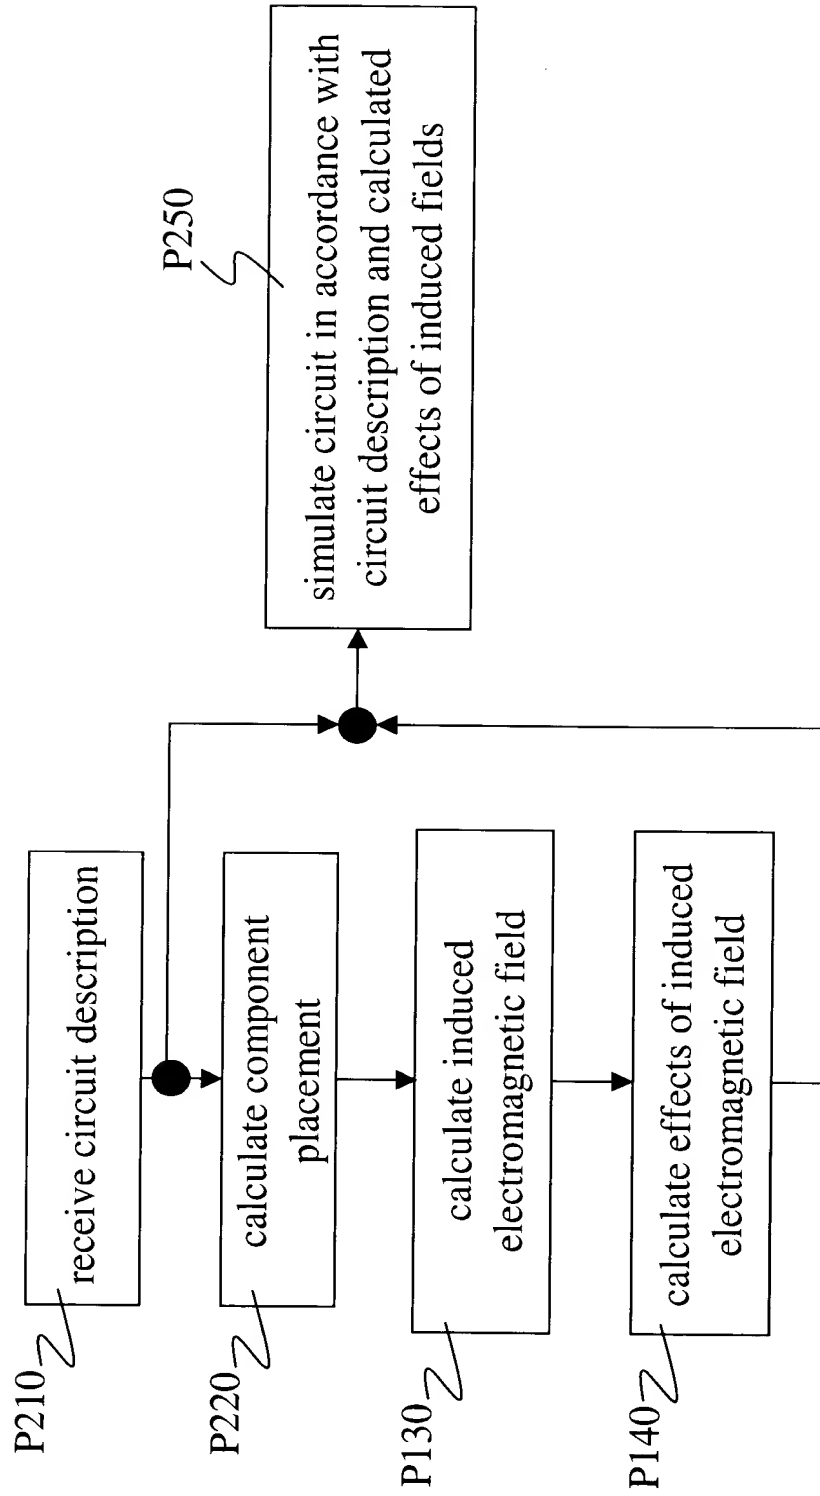 P210
receive circuit description
P220
calculate component
placement
P130
calculate induced
electromagnetic field
P140
calculate effects of induced
electromagnetic field
P250
simulate circuit in accordance with
circuit description and calculated
effects of induced fields